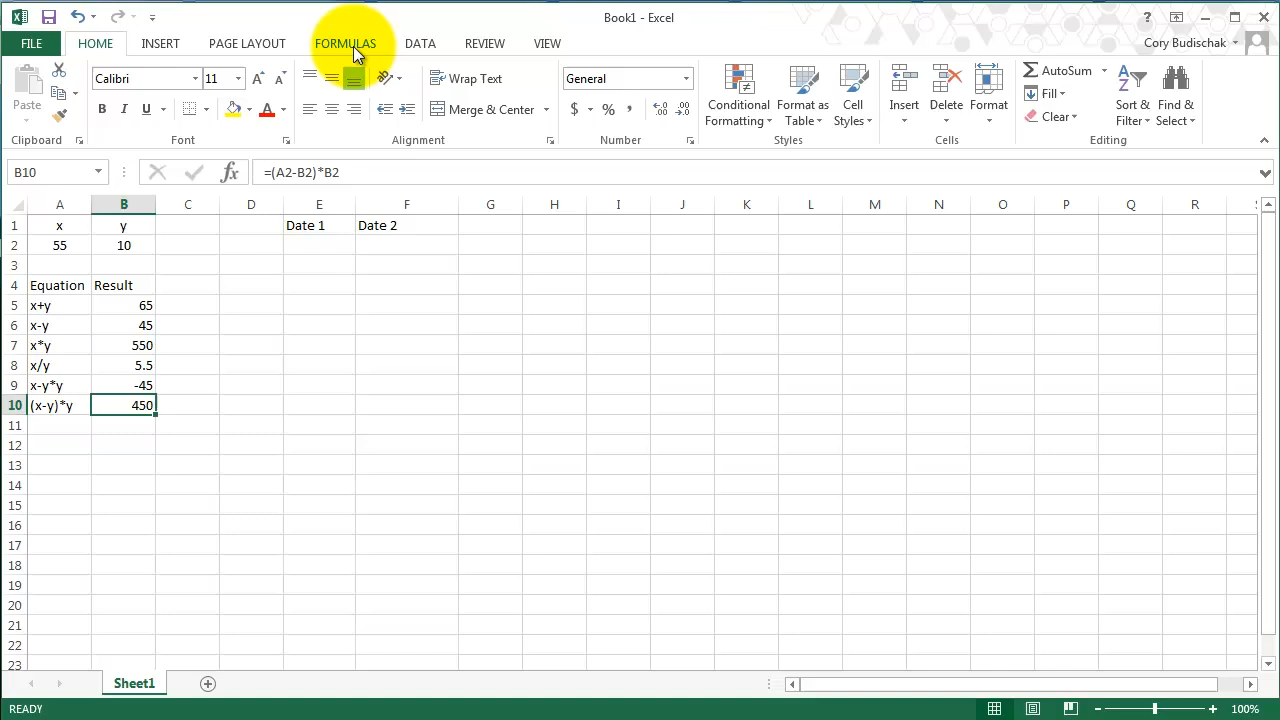 Book1 - Excel
FILE HOME INSERT PAGE LAYOUT FORMULAS DATA REVIEW VIEW Cory Budischak
Paste Calibri 11 Wrap Text General Conditional Formatting Format as Table Cell Styles Insert Delete Format AutoSum Sort & Filter Find & Select
B I U A Merge & Center $ % , Fill
Clear
Clipboard Font Alignment Number Styles Cells Editing
B10 fx =(A2-B2)*B2
A B C D E F G H I J K L M N O P Q R S
1 x y Date 1 Date 2
2 55 10
3
4 Equation Result
5 x+y 65
6 x-y 45
7 x*y 550
8 x/y 5.5
9 x-y*y -45
10 (x-y)*y 450
11
12
13
14
15
16
17
18
19
20
21
22
23
Sheet1
READY 100%